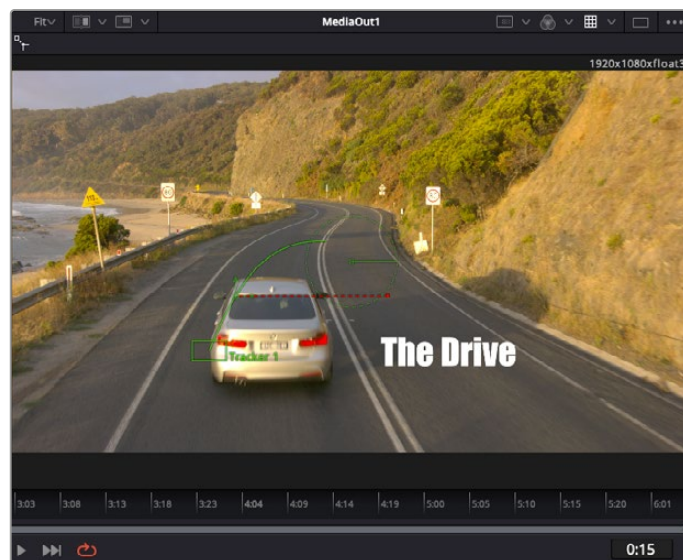 Fit
MediaOut1
1920x1080xfloat3
Tracker 1
The Drive
3:03 3:08 3:13 3:18 3:23 4:04 4:09 4:14 4:19 5:00 5:05 5:10 5:15 5:20 6:01
0:15